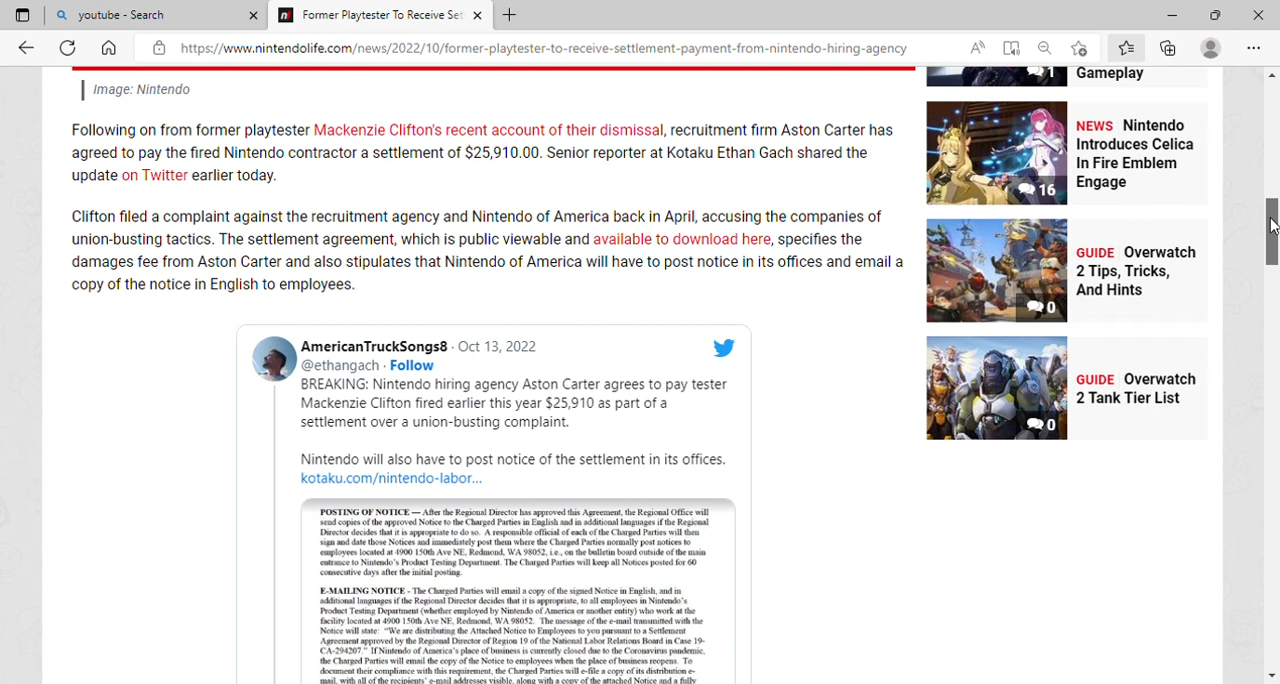 youtube - Search
Former Playtester To Receive Set
https://www.nintendolife.com/news/2022/10/former-playtester-to-receive-settlement-payment-from-nintendo-hiring-agency
Image: Nintendo
Following on from former playtester Mackenzie Clifton's recent account of their dismissal, recruitment firm Aston Carter has
agreed to pay the fired Nintendo contractor a settlement of $25,910.00. Senior reporter at Kotaku Ethan Gach shared the
update on Twitter earlier today.
Clifton filed a complaint against the recruitment agency and Nintendo of America back in April, accusing the companies of
union-busting tactics. The settlement agreement, which is public viewable and available to download here, specifies the
damages fee from Aston Carter and also stipulates that Nintendo of America will have to post notice in its offices and email a
copy of the notice in English to employees.
AmericanTruckSongs8 · Oct 13, 2022
@ethangach · Follow
BREAKING: Nintendo hiring agency Aston Carter agrees to pay tester
Mackenzie Clifton fired earlier this year $25,910 as part of a
settlement over a union-busting complaint.
Nintendo will also have to post notice of the settlement in its offices.
kotaku.com/nintendo-labor...
POSTING OF NOTICE — After the Regional Director has approved this Agreement, the Regional Office will
send copies of the approved Notice to the Charged Parties in English and in additional languages if the Regional
Director decides that it is appropriate to do so. A responsible official of each of the Charged Parties will then
sign and date those Notices and immediately post them where the Charged Parties normally post notices to
employees located at 4900 150th Ave NE, Redmond, WA 98052, i.e., on the bulletin board outside of the main
entrance to Nintendo's Product Testing Department. The Charged Parties will keep all Notices posted for 60
consecutive days after the initial posting.
E-MAILING NOTICE - The Charged Parties will email a copy of the signed Notice in English, and in
additional languages if the Regional Director decides that it is appropriate, to all employees in Nintendo's
Product Testing Department (whether employed by Nintendo of America or another entity) who work at the
facility located at 4900 150th Ave NE, Redmond, WA 98052. The message of the e-mail transmitted with the
Notice will state: "We are distributing the Attached Notice to Employees to you pursuant to a Settlement
Agreement approved by the Regional Director of Region 19 of the National Labor Relations Board in Case 19-
CA-294207." If Nintendo of America's place of business is currently closed due to the Coronavirus pandemic,
the Charged Parties will email the copy of the Notice to employees when the place of business reopens. To
document their compliance with this requirement, the Charged Parties will e-file a copy of its distribution e-
mail, with all of the recipients' e-mail addresses visible, along with a copy of the attached Notice and a fully
1
Gameplay
16
NEWS Nintendo
Introduces Celica
In Fire Emblem
Engage
0
GUIDE Overwatch
2 Tips, Tricks,
And Hints
0
GUIDE Overwatch
2 Tank Tier List